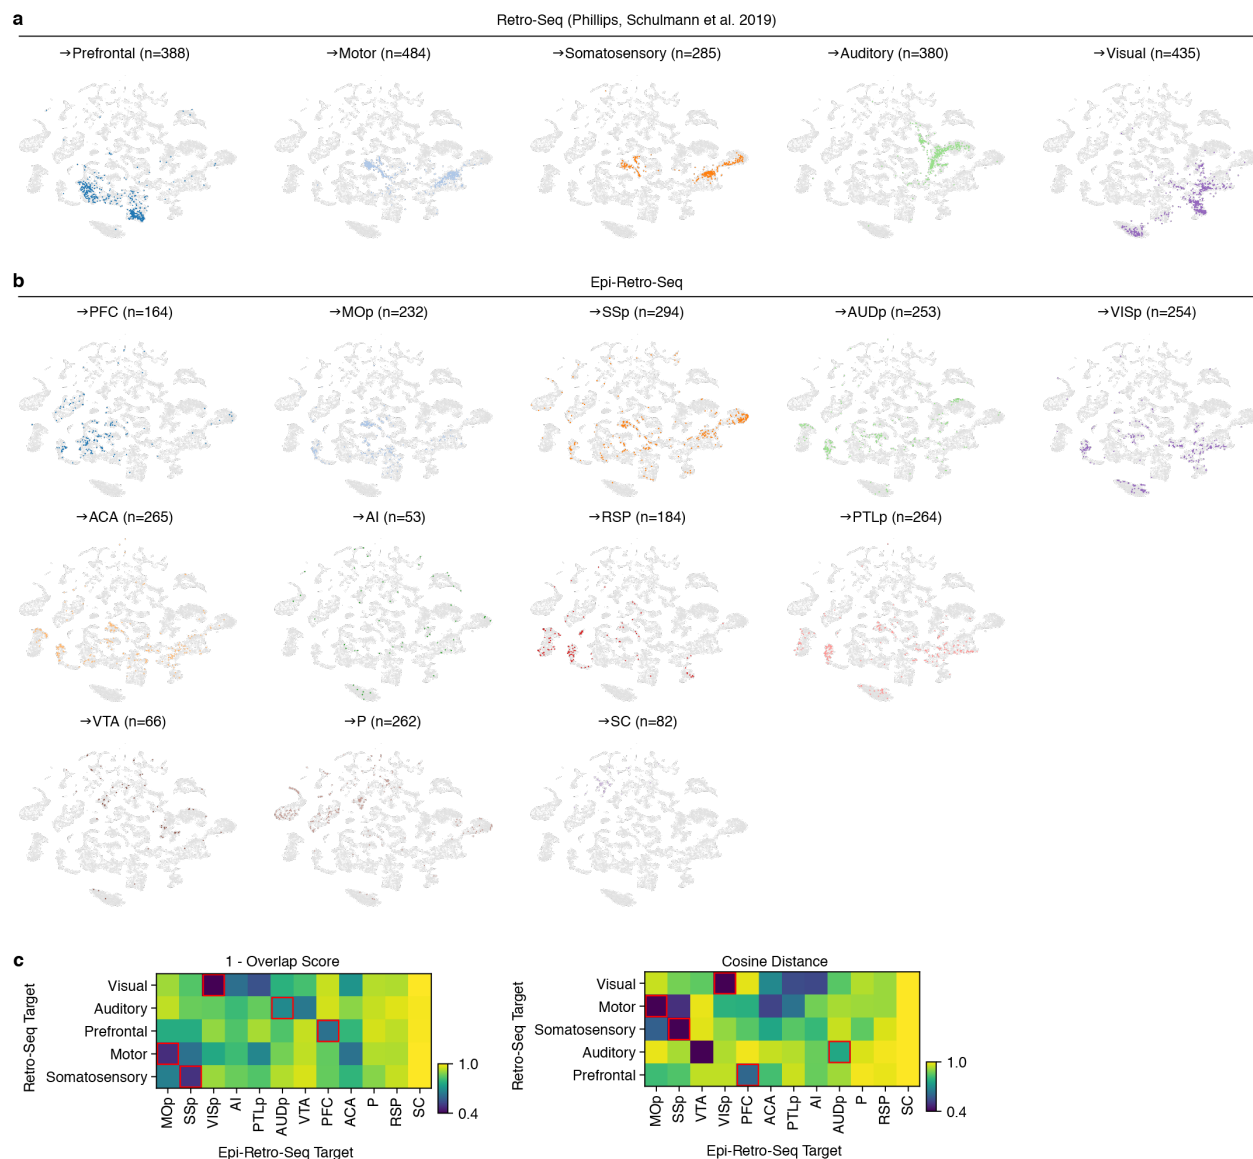 a
Retro-Seq (Phillips, Schulmann et al. 2019)
→Prefrontal (n=388)
→Motor (n=484)
→Somatosensory (n=285)
→Auditory (n=380)
→Visual (n=435)
b
Epi-Retro-Seq
→PFC (n=164)
→MOp (n=232)
→SSp (n=294)
→AUDp (n=253)
→VISp (n=254)
→ACA (n=265)
→AI (n=53)
→RSP (n=184)
→PTLp (n=264)
→VTA (n=66)
→P (n=262)
→SC (n=82)
c
1 - Overlap Score
Retro-Seq Target
Visual
Auditory
Prefrontal
Motor
Somatosensory
MOp
SSp
VISp
AI
PTLp
AUDp
VTA
PFC
ACA
P
RSP
SC
Epi-Retro-Seq Target
1.0
0.4
Cosine Distance
Retro-Seq Target
Visual
Motor
Somatosensory
Auditory
Prefrontal
MOp
SSp
VTA
VISp
PFC
ACA
PTLp
AI
AUDp
P
RSP
SC
Epi-Retro-Seq Target
1.0
0.4